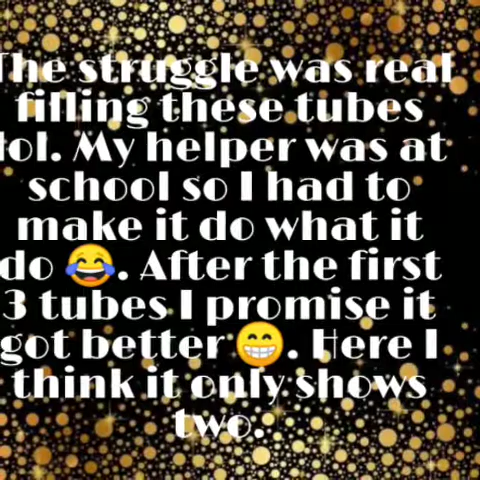 The struggle was real
filling these tubes
lol. My helper was at
school so I had to
make it do what it
do 😂. After the first
3 tubes I promise it
got better 😁. Here I
think it only shows
two.